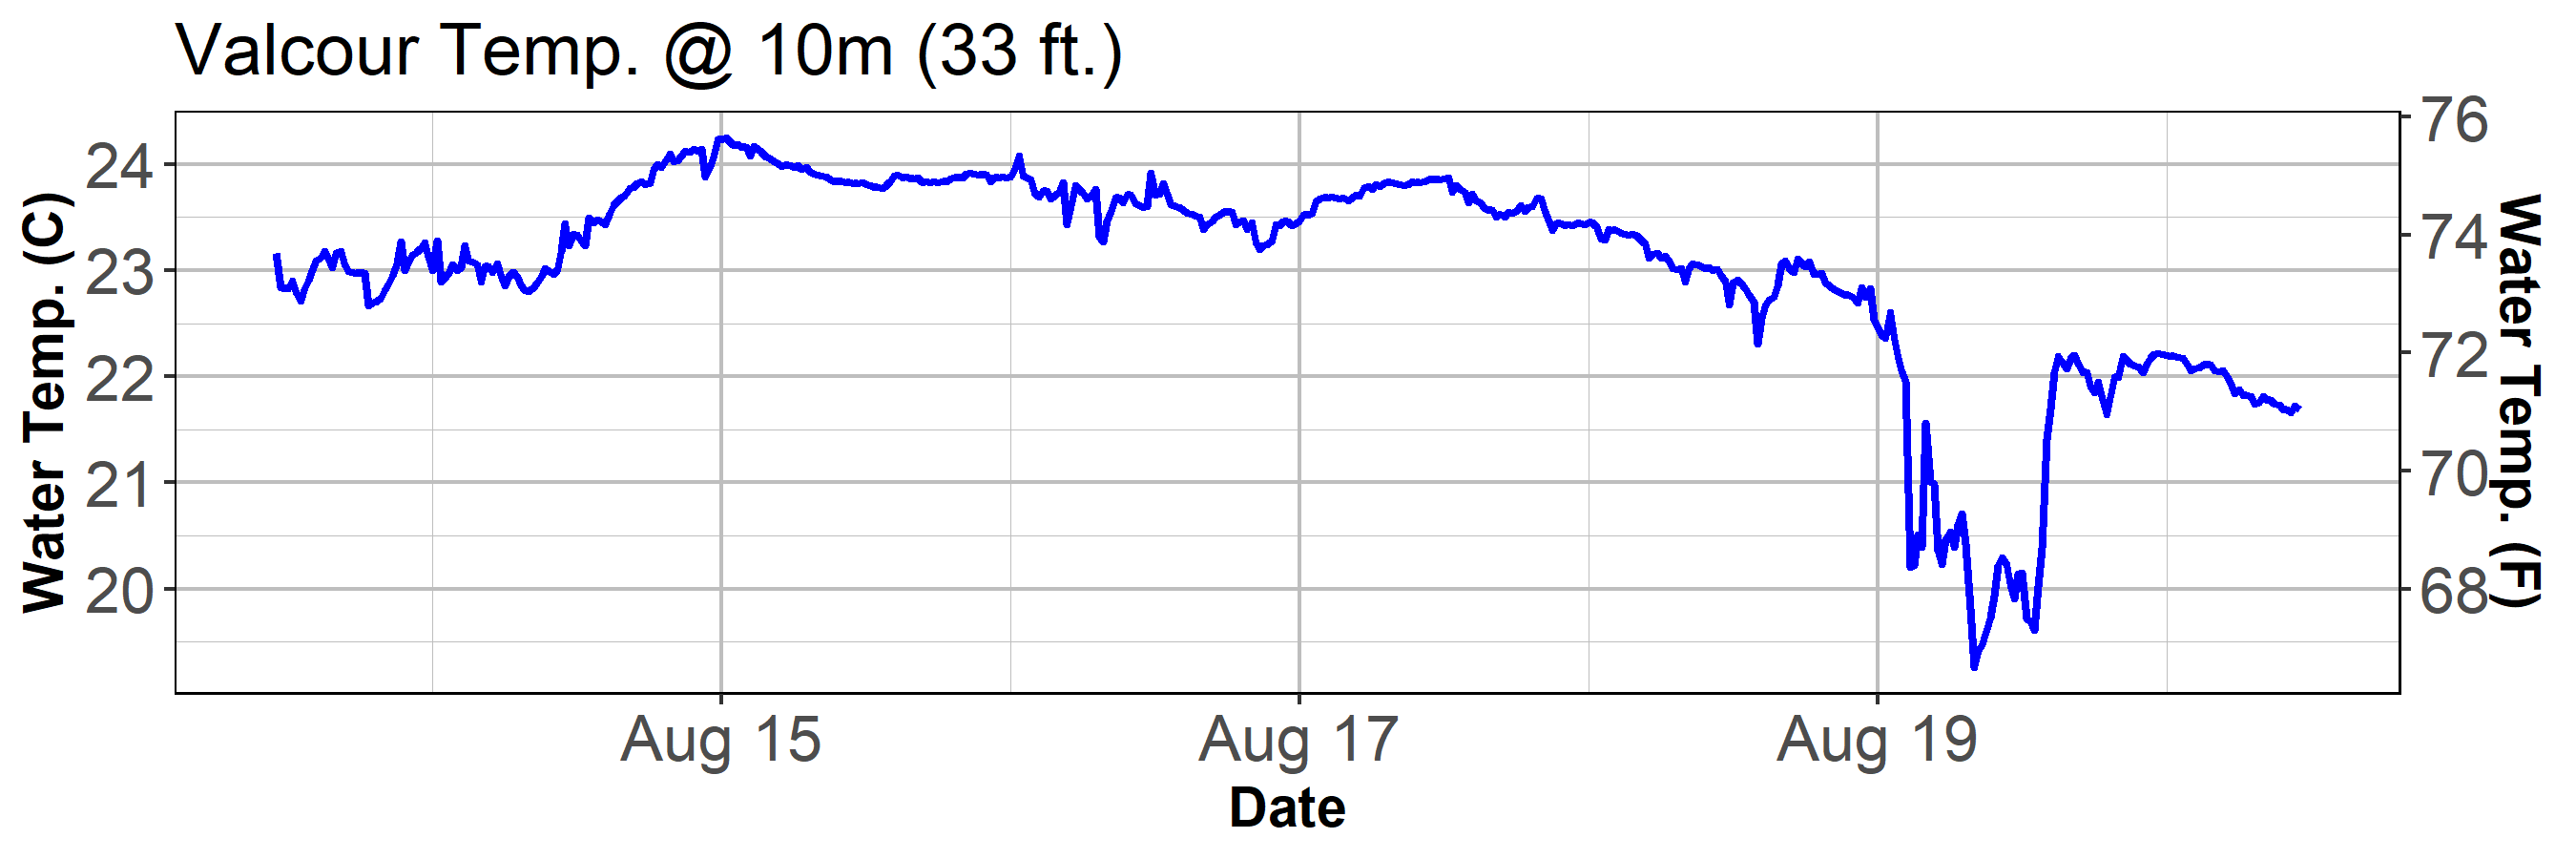 Valcour Temp. @ 10m (33 ft.)
Water Temp. (C)
24
23
22
21
20
76
74
72
70
68
Water Temp. (F)
Aug 15 Aug 17 Aug 19
Date